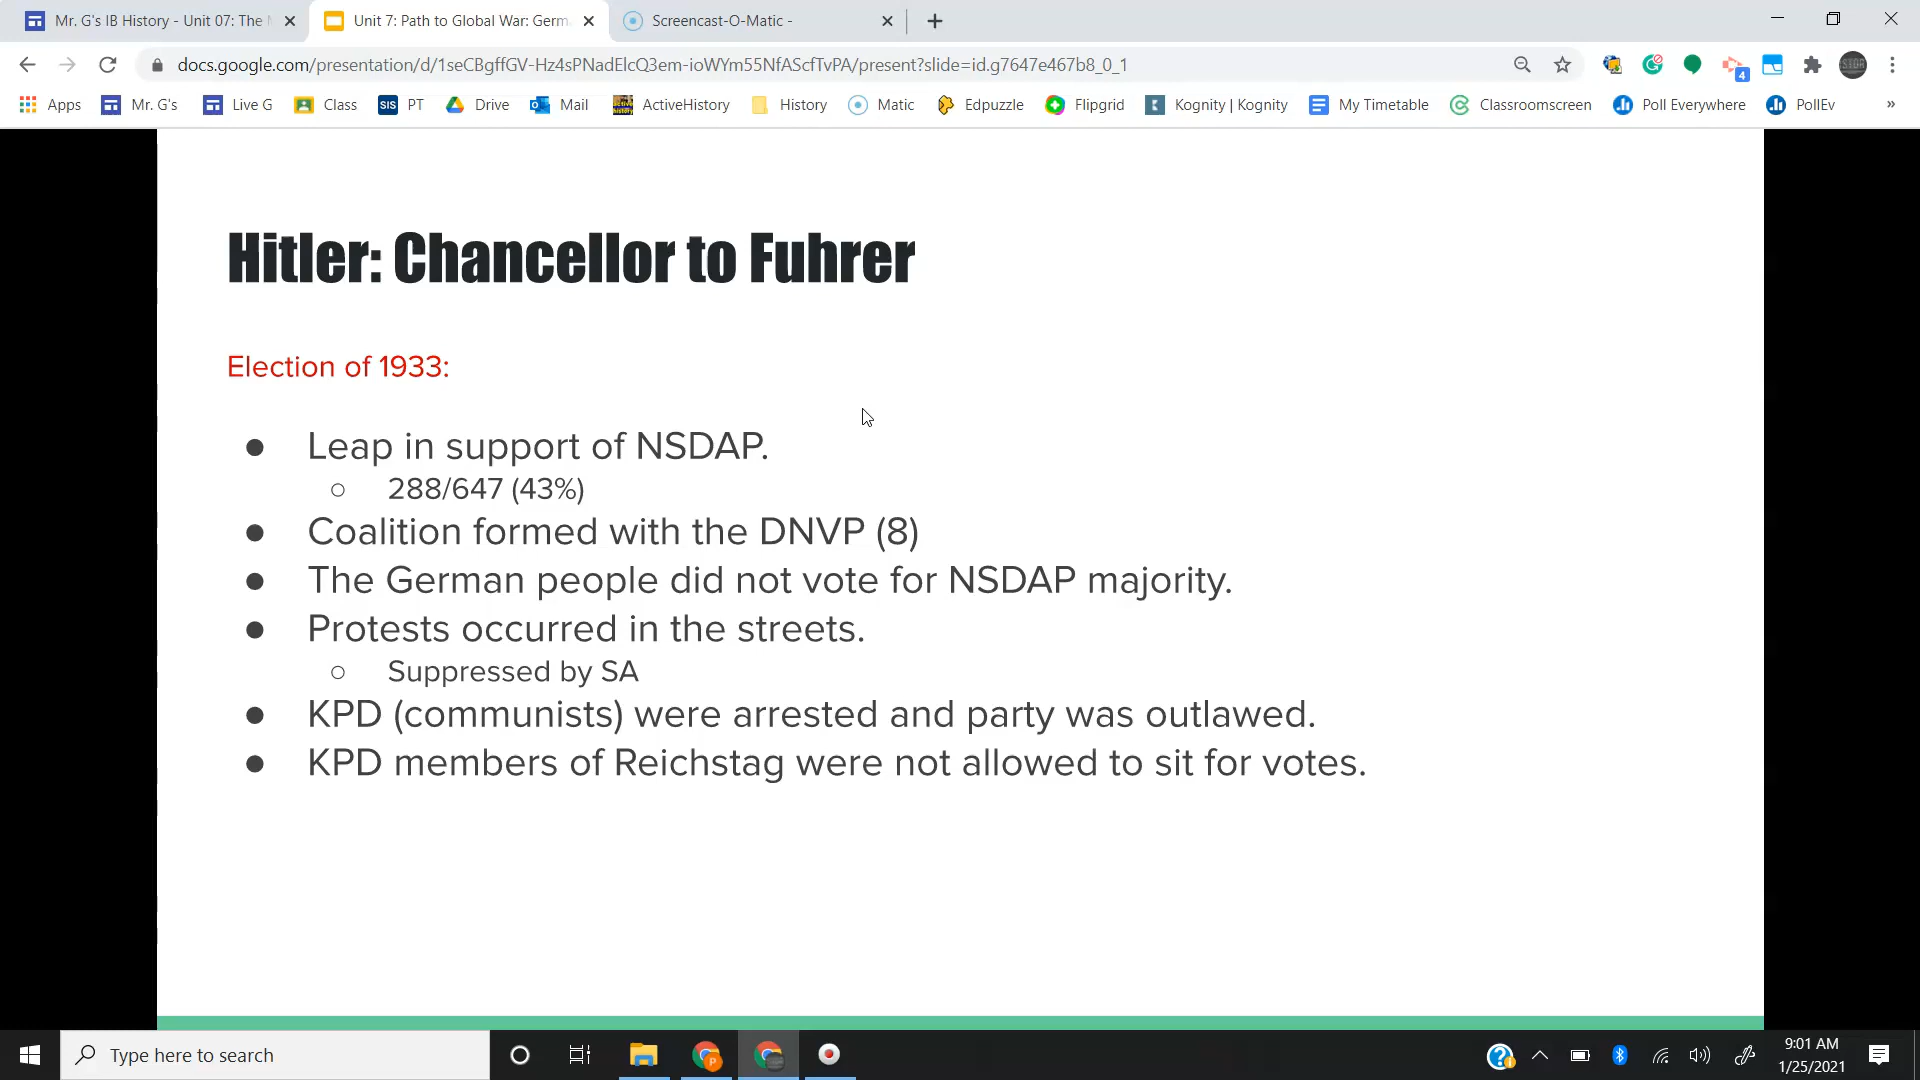 Mr. G's IB History - Unit 07: The M
Unit 7: Path to Global War: Germ
Screencast-O-Matic -
docs.google.com/presentation/d/1seCBgffGV-Hz4sPNadElcQ3em-ioWYm55NfAScfTvPA/present?slide=id.g7647e467b8_0_1
4
Apps Mr. G's Live G Class SIS PT Drive Mail ActiveHistory History Matic Edpuzzle Flipgrid Kognity | Kognity My Timetable Classroomscreen Poll Everywhere PollEv »
Hitler: Chancellor to Fuhrer
Election of 1933:
● Leap in support of NSDAP.
○ 288/647 (43%)
● Coalition formed with the DNVP (8)
● The German people did not vote for NSDAP majority.
● Protests occurred in the streets.
○ Suppressed by SA
● KPD (communists) were arrested and party was outlawed.
● KPD members of Reichstag were not allowed to sit for votes.
Type here to search
9:01 AM
1/25/2021